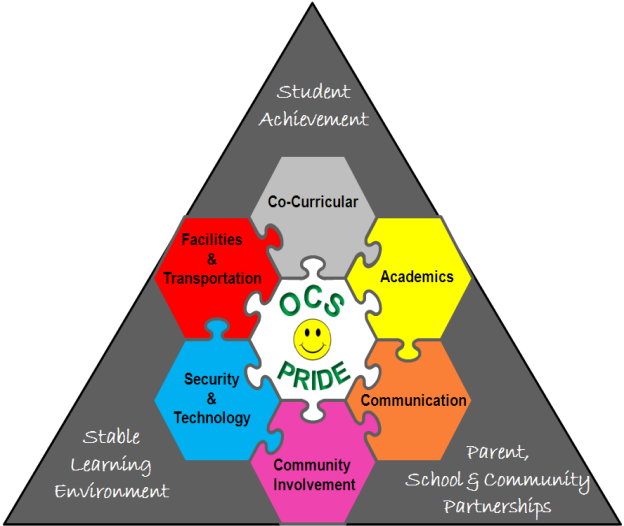 Student
Achievement
Co-Curricular
Facilities
&
Transportation
Academics
OCS
PRIDE
Security
&
Technology
Communication
Community
Involvement
Stable
Learning
Environment
Parent,
School & Community
Partnerships